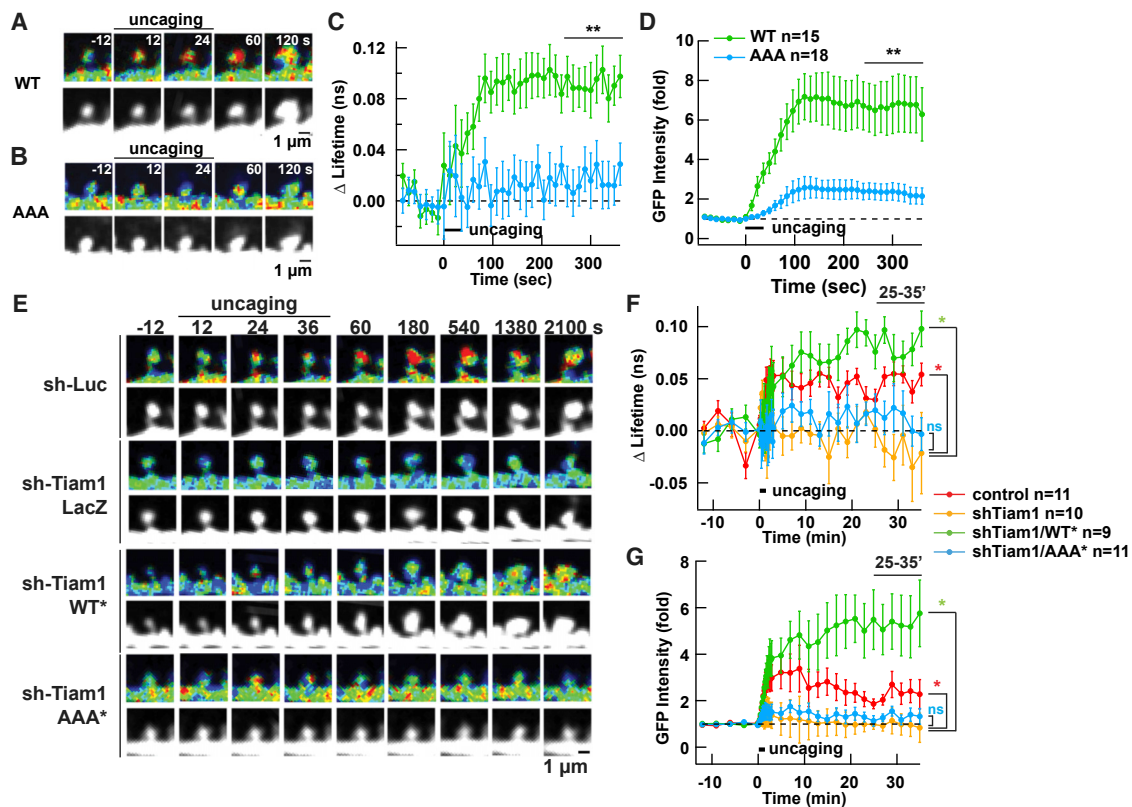 A
uncaging
-12 12 24 60 120 s
WT
1 µm
B
uncaging
-12 12 24 60 120 s
AAA
1 µm
C
**
0.12
0.08
0.04
0.00
Δ Lifetime (ns)
uncaging
0 100 200 300
Time (sec)
D
WT n=15
AAA n=18
**
10
8
6
4
2
0
GFP Intensity (fold)
uncaging
0 100 200 300
Time (sec)
E
uncaging
-12 12 24 36 60 180 540 1380 2100 s
sh-Luc
sh-Tiam1
LacZ
sh-Tiam1
WT*
sh-Tiam1
AAA*
1 µm
F
25-35'
*
*
ns
0.10
0.05
0.00
-0.05
Δ Lifetime (ns)
uncaging
-10 0 10 20 30
Time (min)
control n=11
shTiam1 n=10
shTiam1/WT* n=9
shTiam1/AAA* n=11
G
25-35'
*
*
ns
8
6
4
2
0
GFP Intensity (fold)
uncaging
-10 0 10 20 30
Time (min)